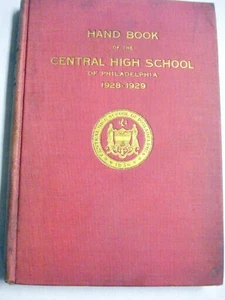 HAND BOOK
OF THE
CENTRAL HIGH SCHOOL
OF PHILADELPHIA
1928-1929